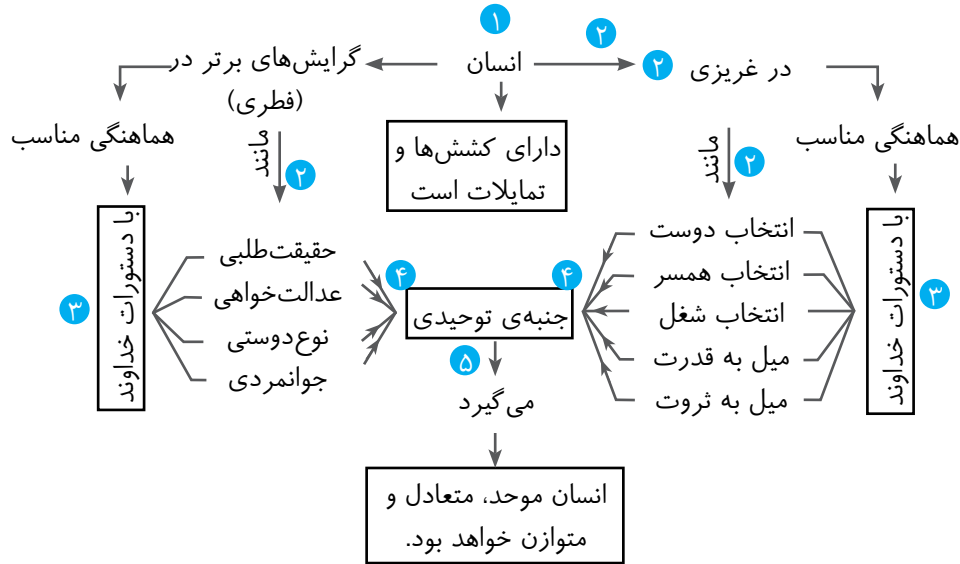 ۱
انسان
دارای کشش‌ها و
تمایلات است
۲
۲
در غریزی
هماهنگی مناسب
با دستورات خداوند
۳
مانند
۲
انتخاب دوست
انتخاب همسر
انتخاب شغل
میل به قدرت
میل به ثروت
گرایش‌های برتر در
(فطری)
هماهنگی مناسب
با دستورات خداوند
۳
مانند
۲
حقیقت‌طلبی
عدالت‌خواهی
نوع‌دوستی
جوانمردی
۴
۴
جنبه‌ی توحیدی
۵
می‌گیرد
انسان موحد، متعادل و
متوازن خواهد بود.